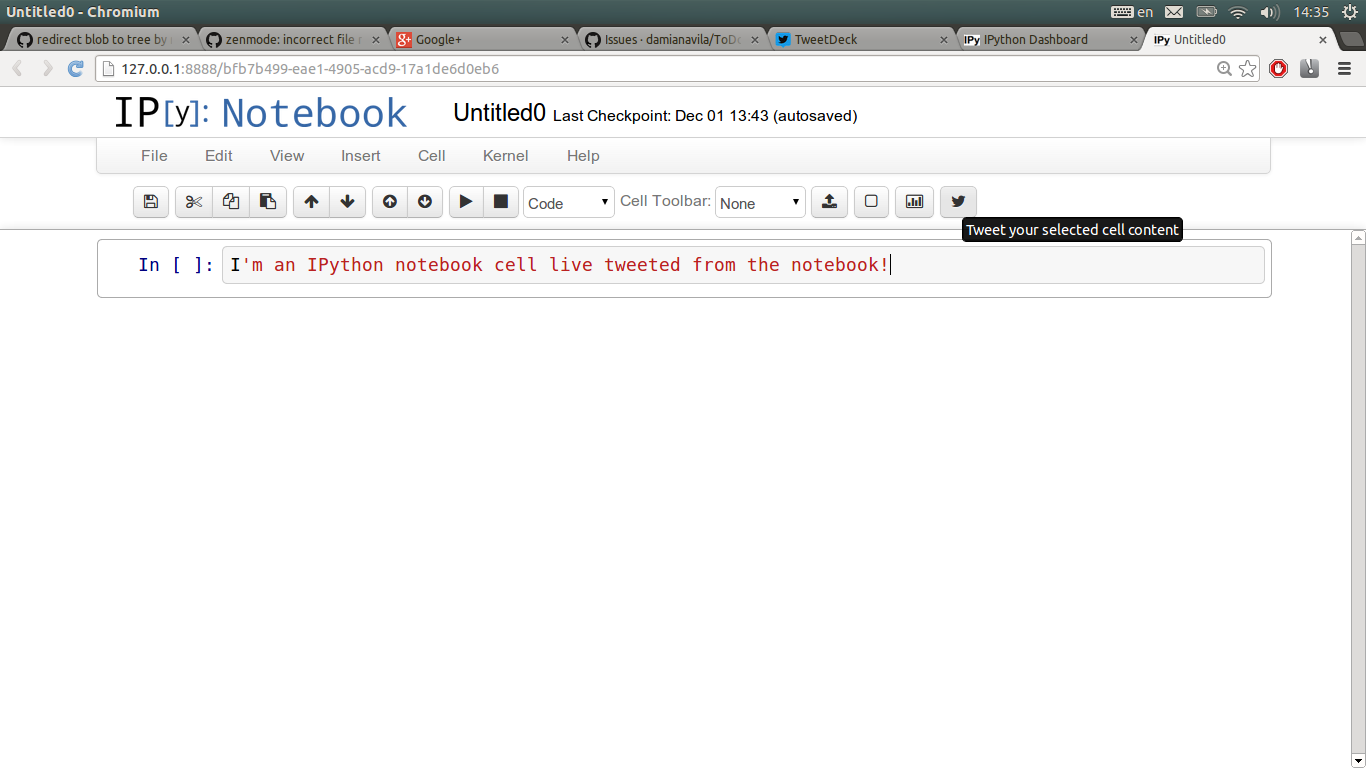 Untitled0 - Chromium
en 14:35
redirect blob to tree by
zenmode: incorrect file
Google+
Issues · damianavila/ToDo
TweetDeck
IP[y] IPython Dashboard
IP[y] Untitled0
127.0.0.1:8888/bfb7b499-eae1-4905-acd9-17a1de6d0eb6
IP[y]: Notebook Untitled0 Last Checkpoint: Dec 01 13:43 (autosaved)
File Edit View Insert Cell Kernel Help
Code Cell Toolbar: None
Tweet your selected cell content
In [ ]: I'm an IPython notebook cell live tweeted from the notebook!